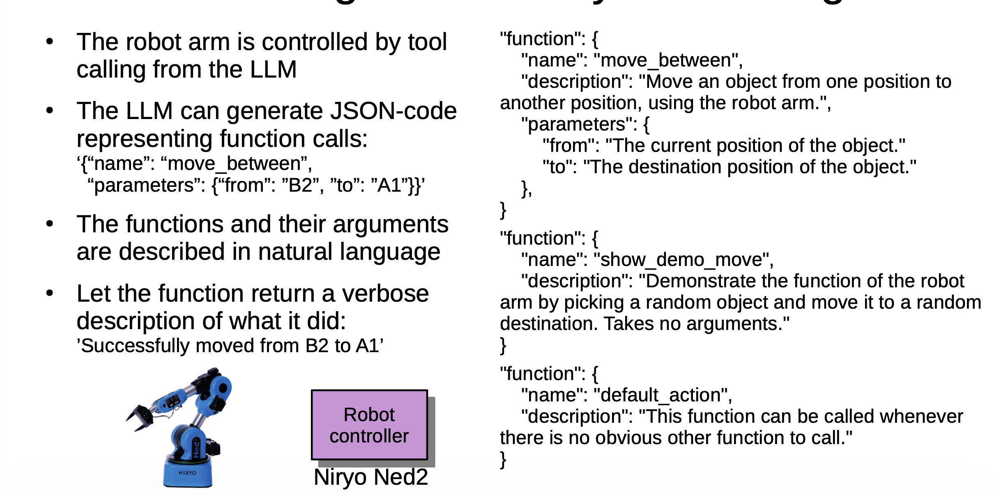 • The robot arm is controlled by tool
calling from the LLM
• The LLM can generate JSON-code
representing function calls:
‘{“name”: “move_between”,
“parameters”: {“from”: ”B2”, ”to”: ”A1”}}’
• The functions and their arguments
are described in natural language
• Let the function return a verbose
description of what it did:
’Successfully moved from B2 to A1’
Ned2
NIRYO
Robot
controller
Niryo Ned2
"function": {
"name": "move_between",
"description": "Move an object from one position to
another position, using the robot arm.",
"parameters": {
"from": "The current position of the object."
"to": "The destination position of the object."
},
}
"function": {
"name": "show_demo_move",
"description": "Demonstrate the function of the robot
arm by picking a random object and move it to a random
destination. Takes no arguments."
}
"function": {
"name": "default_action",
"description": "This function can be called whenever
there is no obvious other function to call."
}